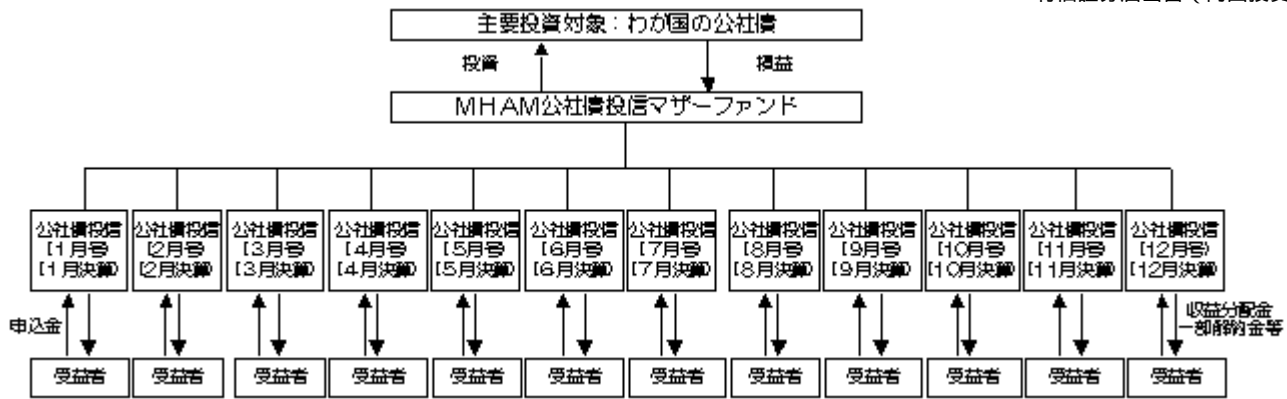 主要投資対象：わが国の公社債
投資
損益
MHAM公社債投信マザーファンド
公社債投信
[1月号]
[1月決算]
公社債投信
[2月号]
[2月決算]
公社債投信
[3月号]
[3月決算]
公社債投信
[4月号]
[4月決算]
公社債投信
[5月号]
[5月決算]
公社債投信
[6月号]
[6月決算]
公社債投信
[7月号]
[7月決算]
公社債投信
[8月号]
[8月決算]
公社債投信
[9月号]
[9月決算]
公社債投信
[10月号]
[10月決算]
公社債投信
[11月号]
[11月決算]
公社債投信
[12月号]
[12月決算]
申込金
収益分配金
一部解約金等
受益者
受益者
受益者
受益者
受益者
受益者
受益者
受益者
受益者
受益者
受益者
受益者